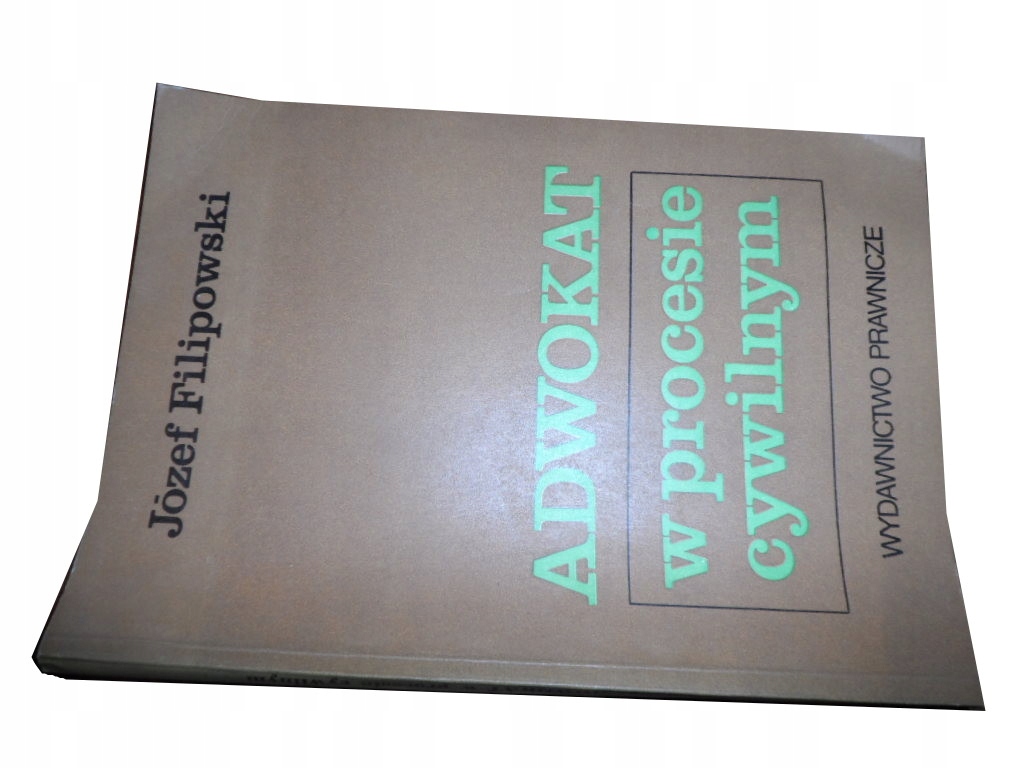 Józef Filipowski
ADWOKAT
w procesie
cywilnym
WYDAWNICTWO PRAWNICZE